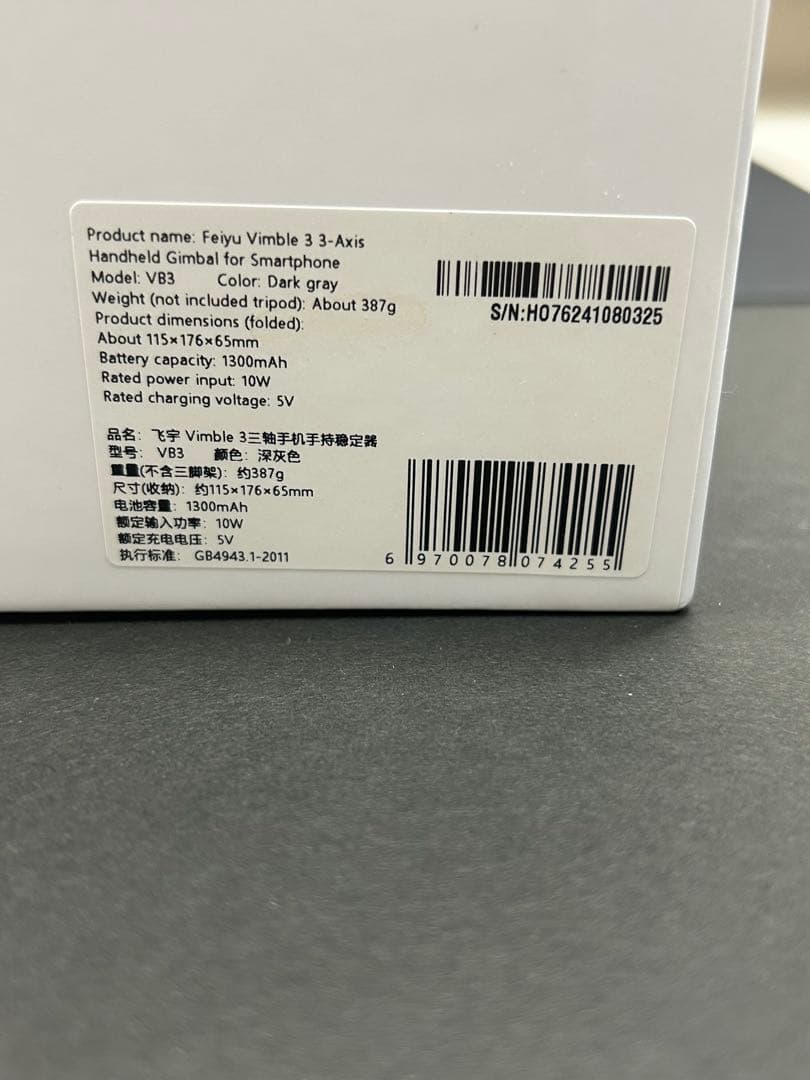 Product name: Feiyu Vimble 3 3-Axis
Handheld Gimbal for Smartphone
Model: VB3 Color: Dark gray
Weight (not included tripod): About 387g
Product dimensions (folded):
About 115×176×65mm
Battery capacity: 1300mAh
Rated power input: 10W
Rated charging voltage: 5V
S/N:HO76241080325
品名: 飞宇 Vimble 3三轴手机手持稳定器
型号: VB3 颜色: 深灰色
重量(不含三脚架): 约387g
尺寸(收纳): 约115×176×65mm
电池容量: 1300mAh
额定输入功率: 10W
额定充电电压: 5V
执行标准: GB4943.1-2011
6 970078 074255